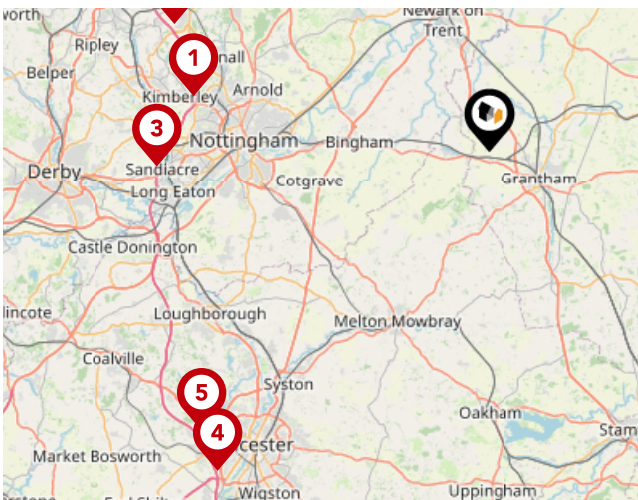 worth
Newark on
Trent
Ripley
nall
1
Belper
Kimberley
Arnold
3
Nottingham
Bingham
Sandiacre
Derby
Long Eaton
Cotgrave
Grantham
Castle Donington
lincote
Loughborough
Melton Mowbray
Coalville
Syston
5
Oakham
4
cester
Stam
Market Bosworth
Wigston
Uppingham